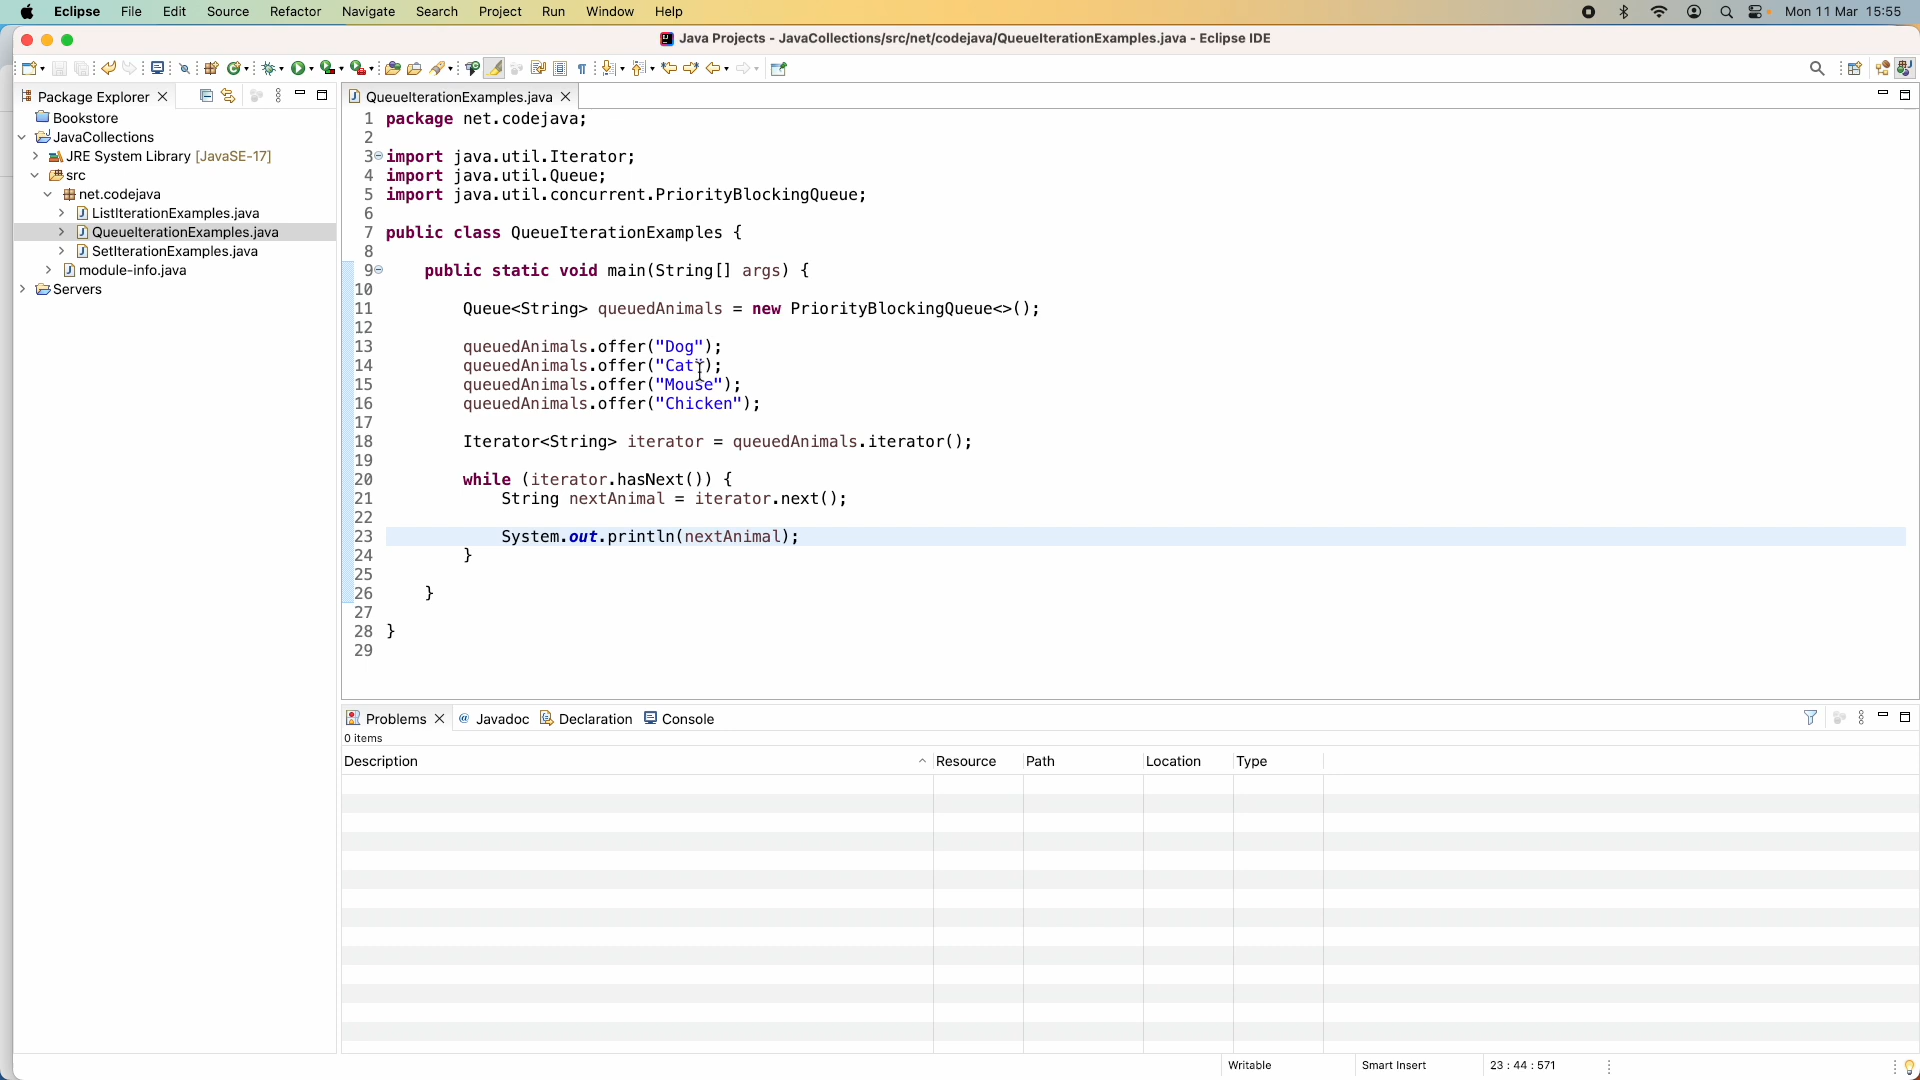 Eclipse File Edit Source Refactor Navigate Search Project Run Window Help Mon 11 Mar 15:55
Java Projects - JavaCollections/src/net/codejava/QueueIterationExamples.java - Eclipse IDE
Package Explorer
Bookstore
JavaCollections
JRE System Library [JavaSE-17]
src
net.codejava
ListIterationExamples.java
QueueIterationExamples.java
SetIterationExamples.java
module-info.java
Servers
QueueIterationExamples.java
1 package net.codejava;
2
3 import java.util.Iterator;
4 import java.util.Queue;
5 import java.util.concurrent.PriorityBlockingQueue;
6
7 public class QueueIterationExamples {
8
9 public static void main(String[] args) {
10
11 Queue<String> queuedAnimals = new PriorityBlockingQueue<>();
12
13 queuedAnimals.offer("Dog");
14 queuedAnimals.offer("Cat");
15 queuedAnimals.offer("Mouse");
16 queuedAnimals.offer("Chicken");
17
18 Iterator<String> iterator = queuedAnimals.iterator();
19
20 while (iterator.hasNext()) {
21 String nextAnimal = iterator.next();
22
23 System.out.println(nextAnimal);
24 }
25
26 }
27
28 }
29
Problems @ Javadoc Declaration Console
0 items
Description Resource Path Location Type
Writable Smart Insert 23 : 44 : 571